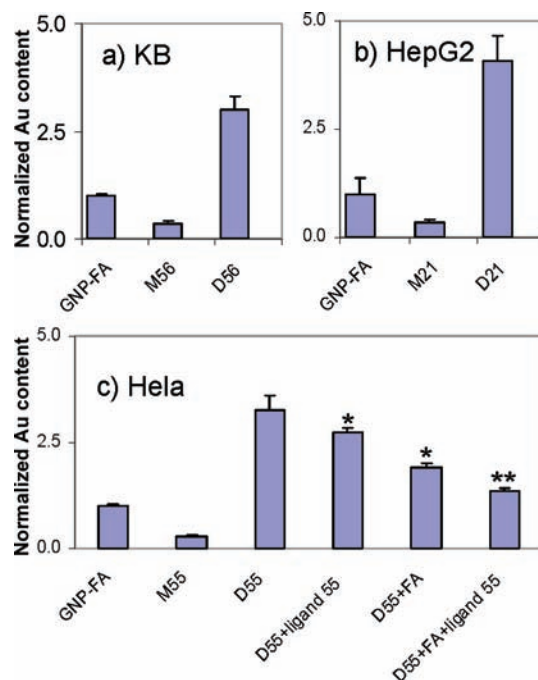 Normalized Au content
5.0
2.5
0.0
a) KB
GNP-FA
M56
D56
5.0
2.5
0.0
b) HepG2
GNP-FA
M21
D21
Normalized Au content
5.0
2.5
0.0
c) Hela
*
*
**
GNP-FA
M55
D55
D55+ligand 55
D55+FA
D55+FA+ligand 55